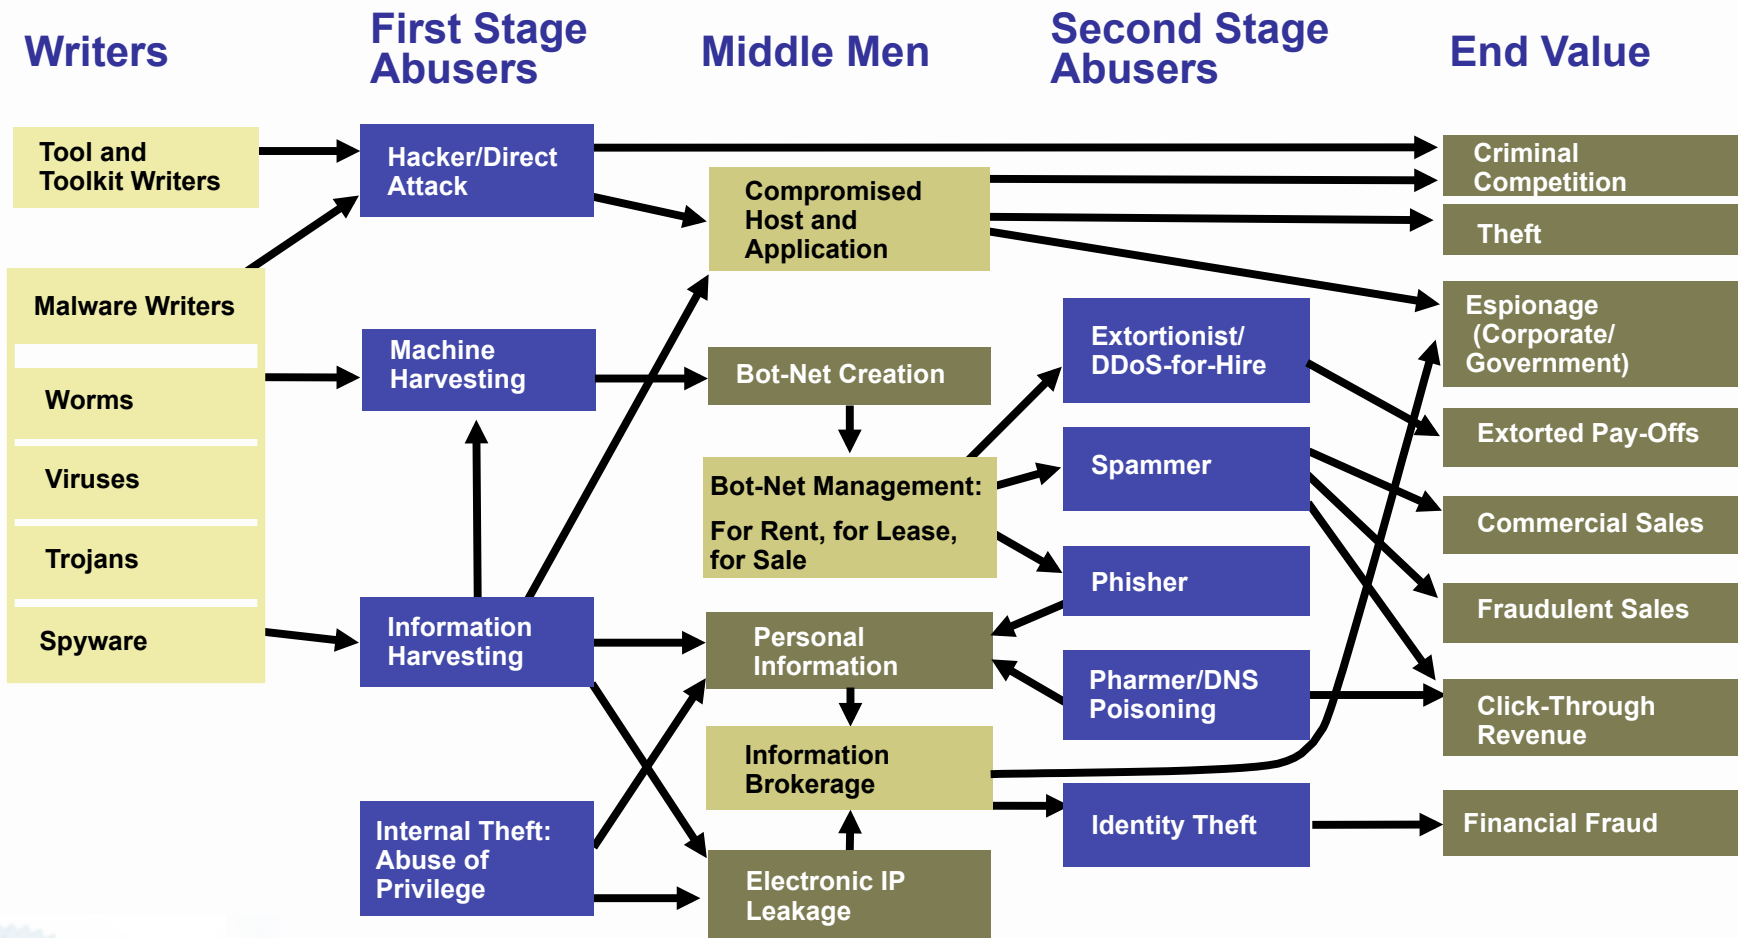 Writers
First Stage
Abusers
Middle Men
Second Stage
Abusers
End Value
Tool and
Toolkit Writers
Malware Writers
Worms
Viruses
Trojans
Spyware
Hacker/Direct
Attack
Machine
Harvesting
Information
Harvesting
Internal Theft:
Abuse of
Privilege
Compromised
Host and
Application
Bot-Net Creation
Bot-Net Management:
For Rent, for Lease,
for Sale
Personal
Information
Information
Brokerage
Electronic IP
Leakage
Extortionist/
DDoS-for-Hire
Spammer
Phisher
Pharmer/DNS
Poisoning
Identity Theft
Criminal
Competition
Theft
Espionage
(Corporate/
Government)
Extorted Pay-Offs
Commercial Sales
Fraudulent Sales
Click-Through
Revenue
Financial Fraud